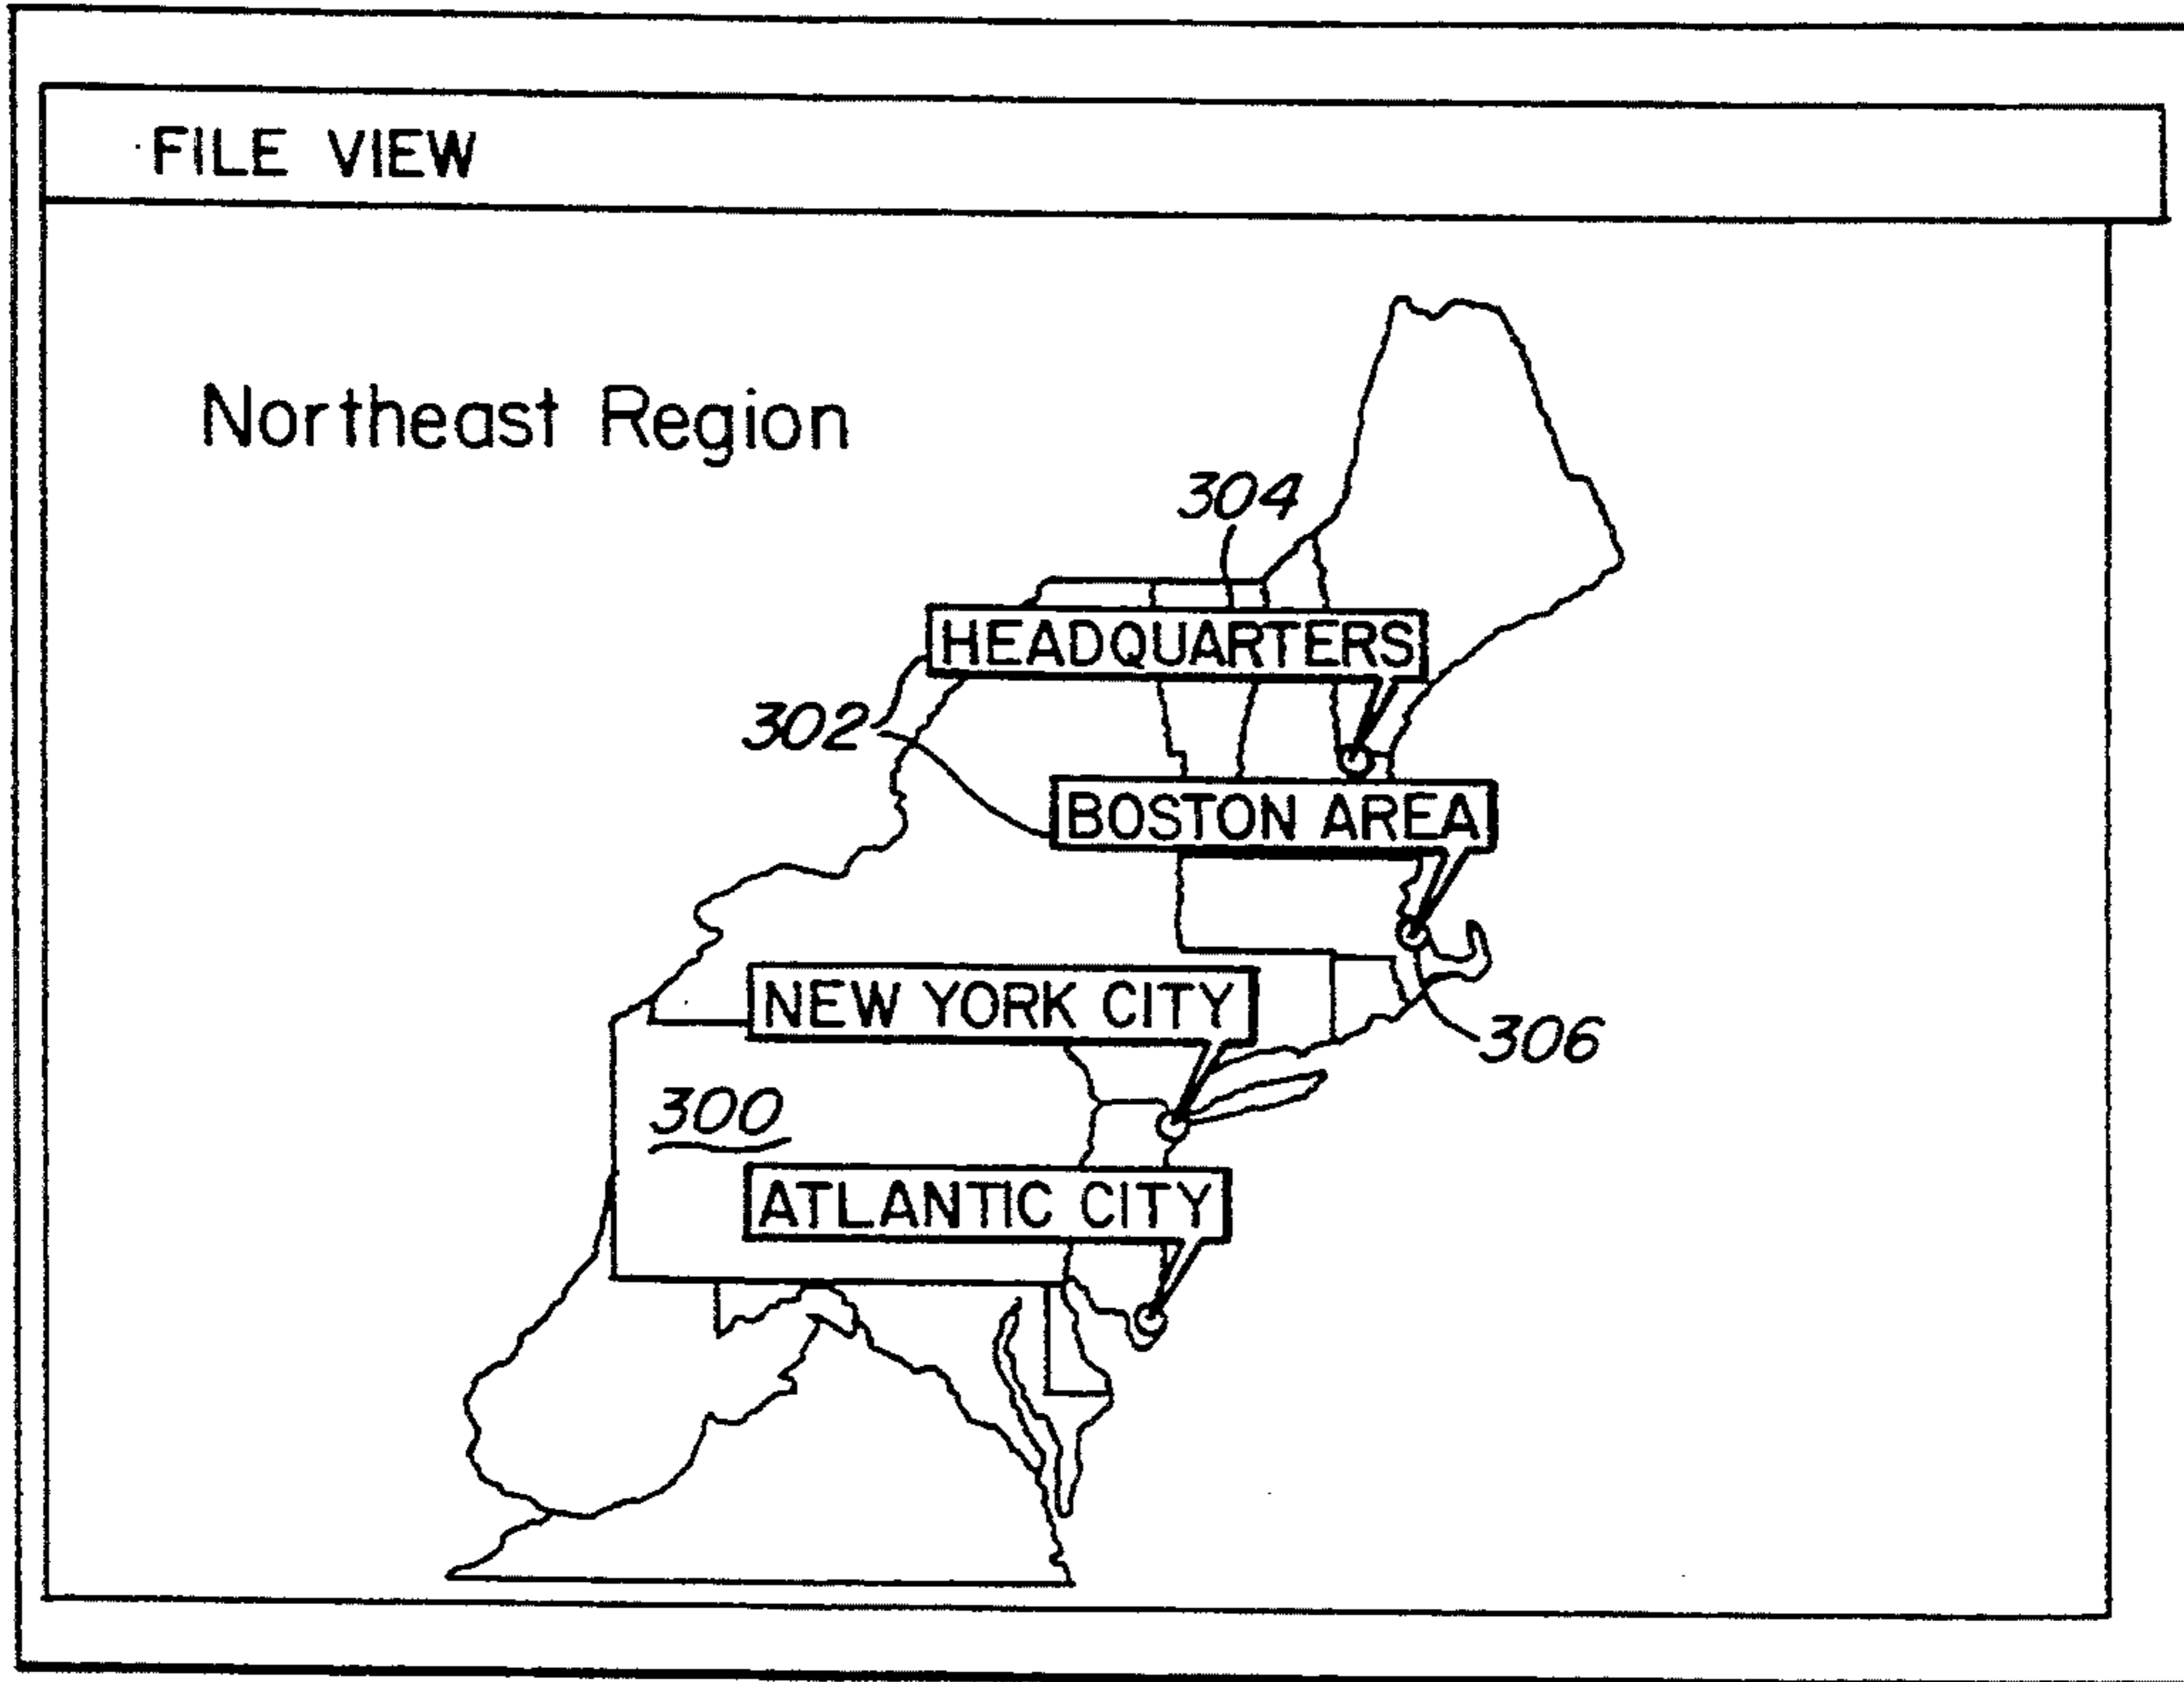 FILE VIEW
Northeast Region
304
HEADQUARTERS
302
BOSTON AREA
NEW YORK CITY
306
300
ATLANTIC CITY